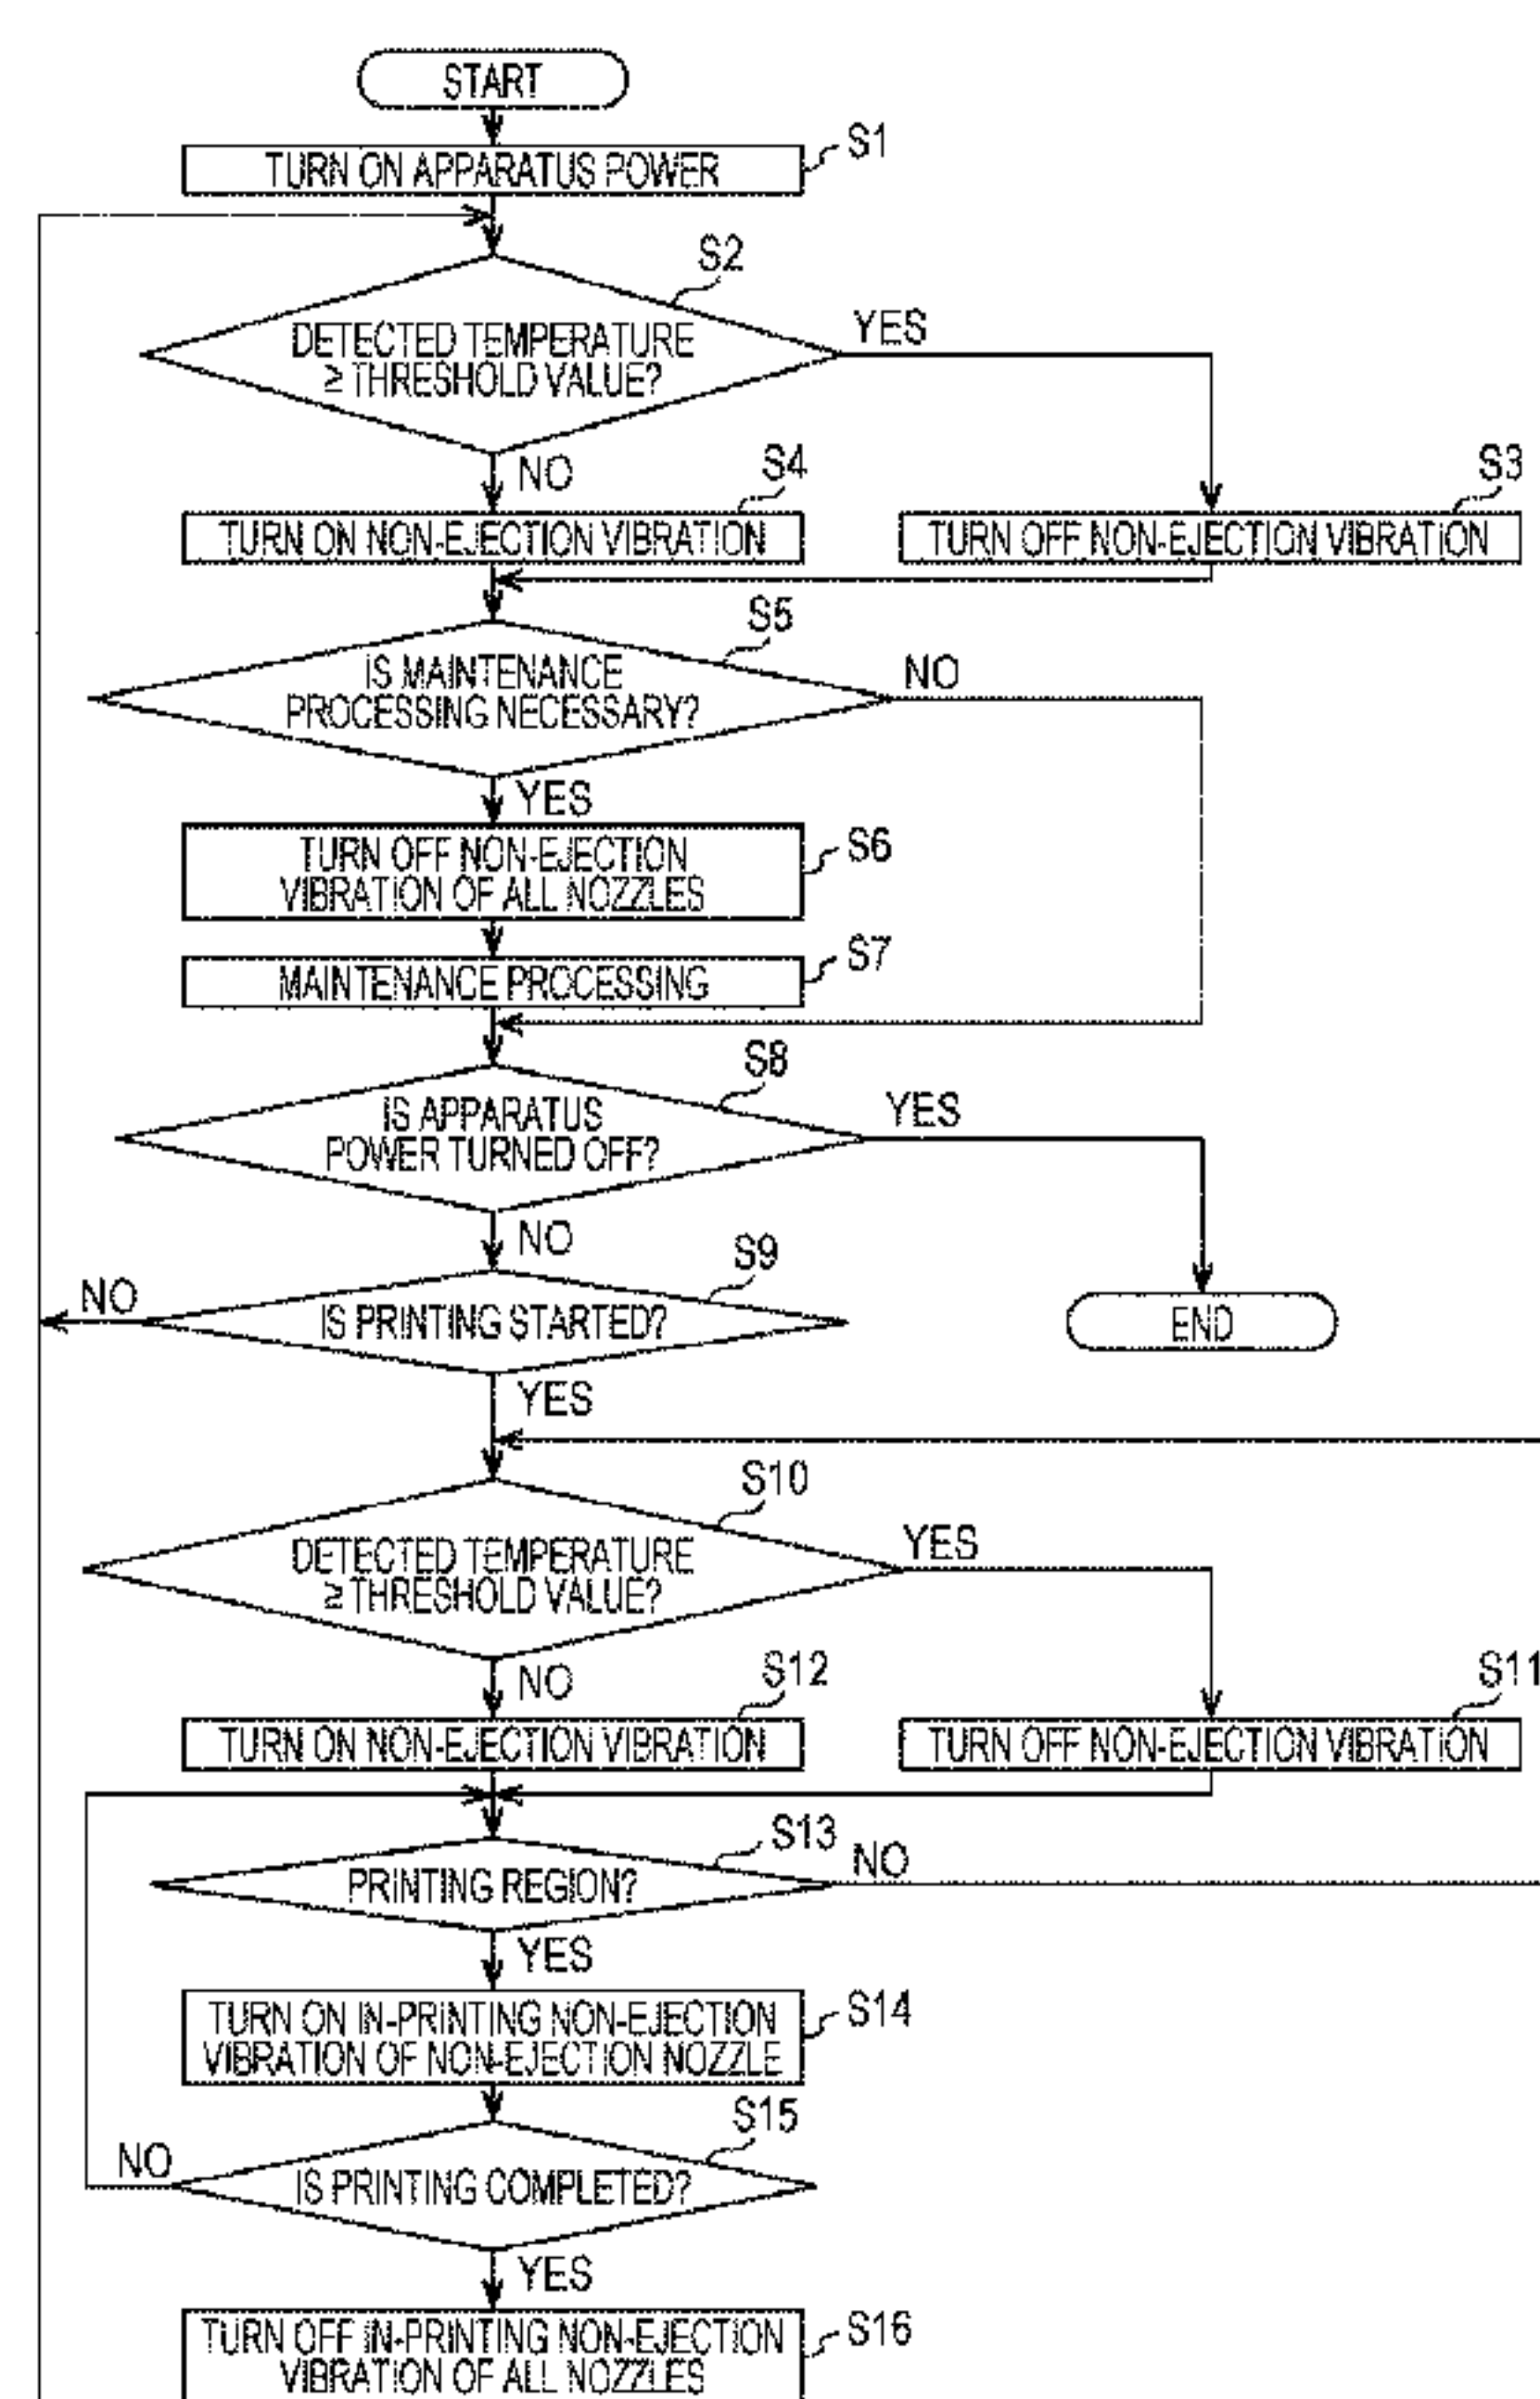 START
TURN ON APPARATUS POWER
S1
S2
DETECTED TEMPERATURE
≥ THRESHOLD VALUE?
YES
NO
S4
TURN ON NON-EJECTION VIBRATION
S3
TURN OFF NON-EJECTION VIBRATION
S5
IS MAINTENANCE
PROCESSING NECESSARY?
NO
YES
TURN OFF NON-EJECTION
VIBRATION OF ALL NOZZLES
S6
MAINTENANCE PROCESSING
S7
S8
IS APPARATUS
POWER TURNED OFF?
YES
NO
S9
NO
IS PRINTING STARTED?
END
YES
S10
DETECTED TEMPERATURE
≥ THRESHOLD VALUE?
YES
NO
S12
TURN ON NON-EJECTION VIBRATION
S11
TURN OFF NON-EJECTION VIBRATION
S13
PRINTING REGION?
NO
YES
TURN ON IN-PRINTING NON-EJECTION
VIBRATION OF NON-EJECTION NOZZLE
S14
S15
NO
IS PRINTING COMPLETED?
YES
TURN OFF IN-PRINTING NON-EJECTION
VIBRATION OF ALL NOZZLES
S16